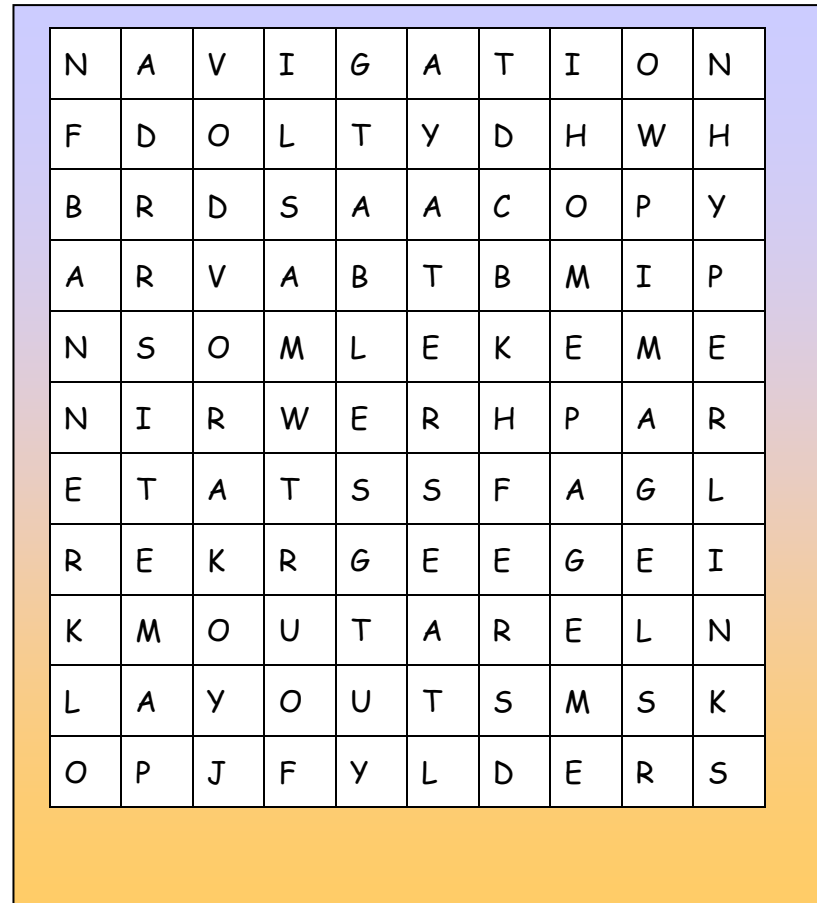 N A V I G A T I O N
F D O L T Y D H W H
B R D S A A C O P Y
A R V A B T B M I P
N S O M L E K E M E
N I R W E R H P A R
E T A T S S F A G L
R E K R G E E G E I
K M O U T A R E L N
L A Y O U T S M S K
O P J F Y L D E R S